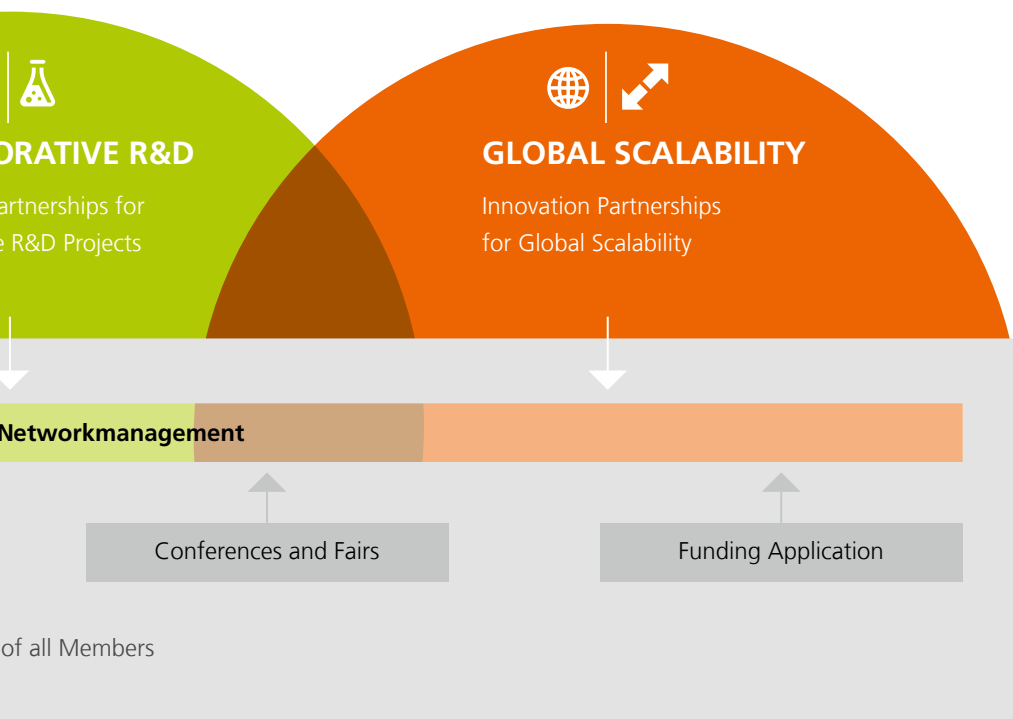 ORATIVE R&D
artnerships for
e R&D Projects
GLOBAL SCALABILITY
Innovation Partnerships
for Global Scalability
Networkmanagement
Conferences and Fairs
Funding Application
of all Members